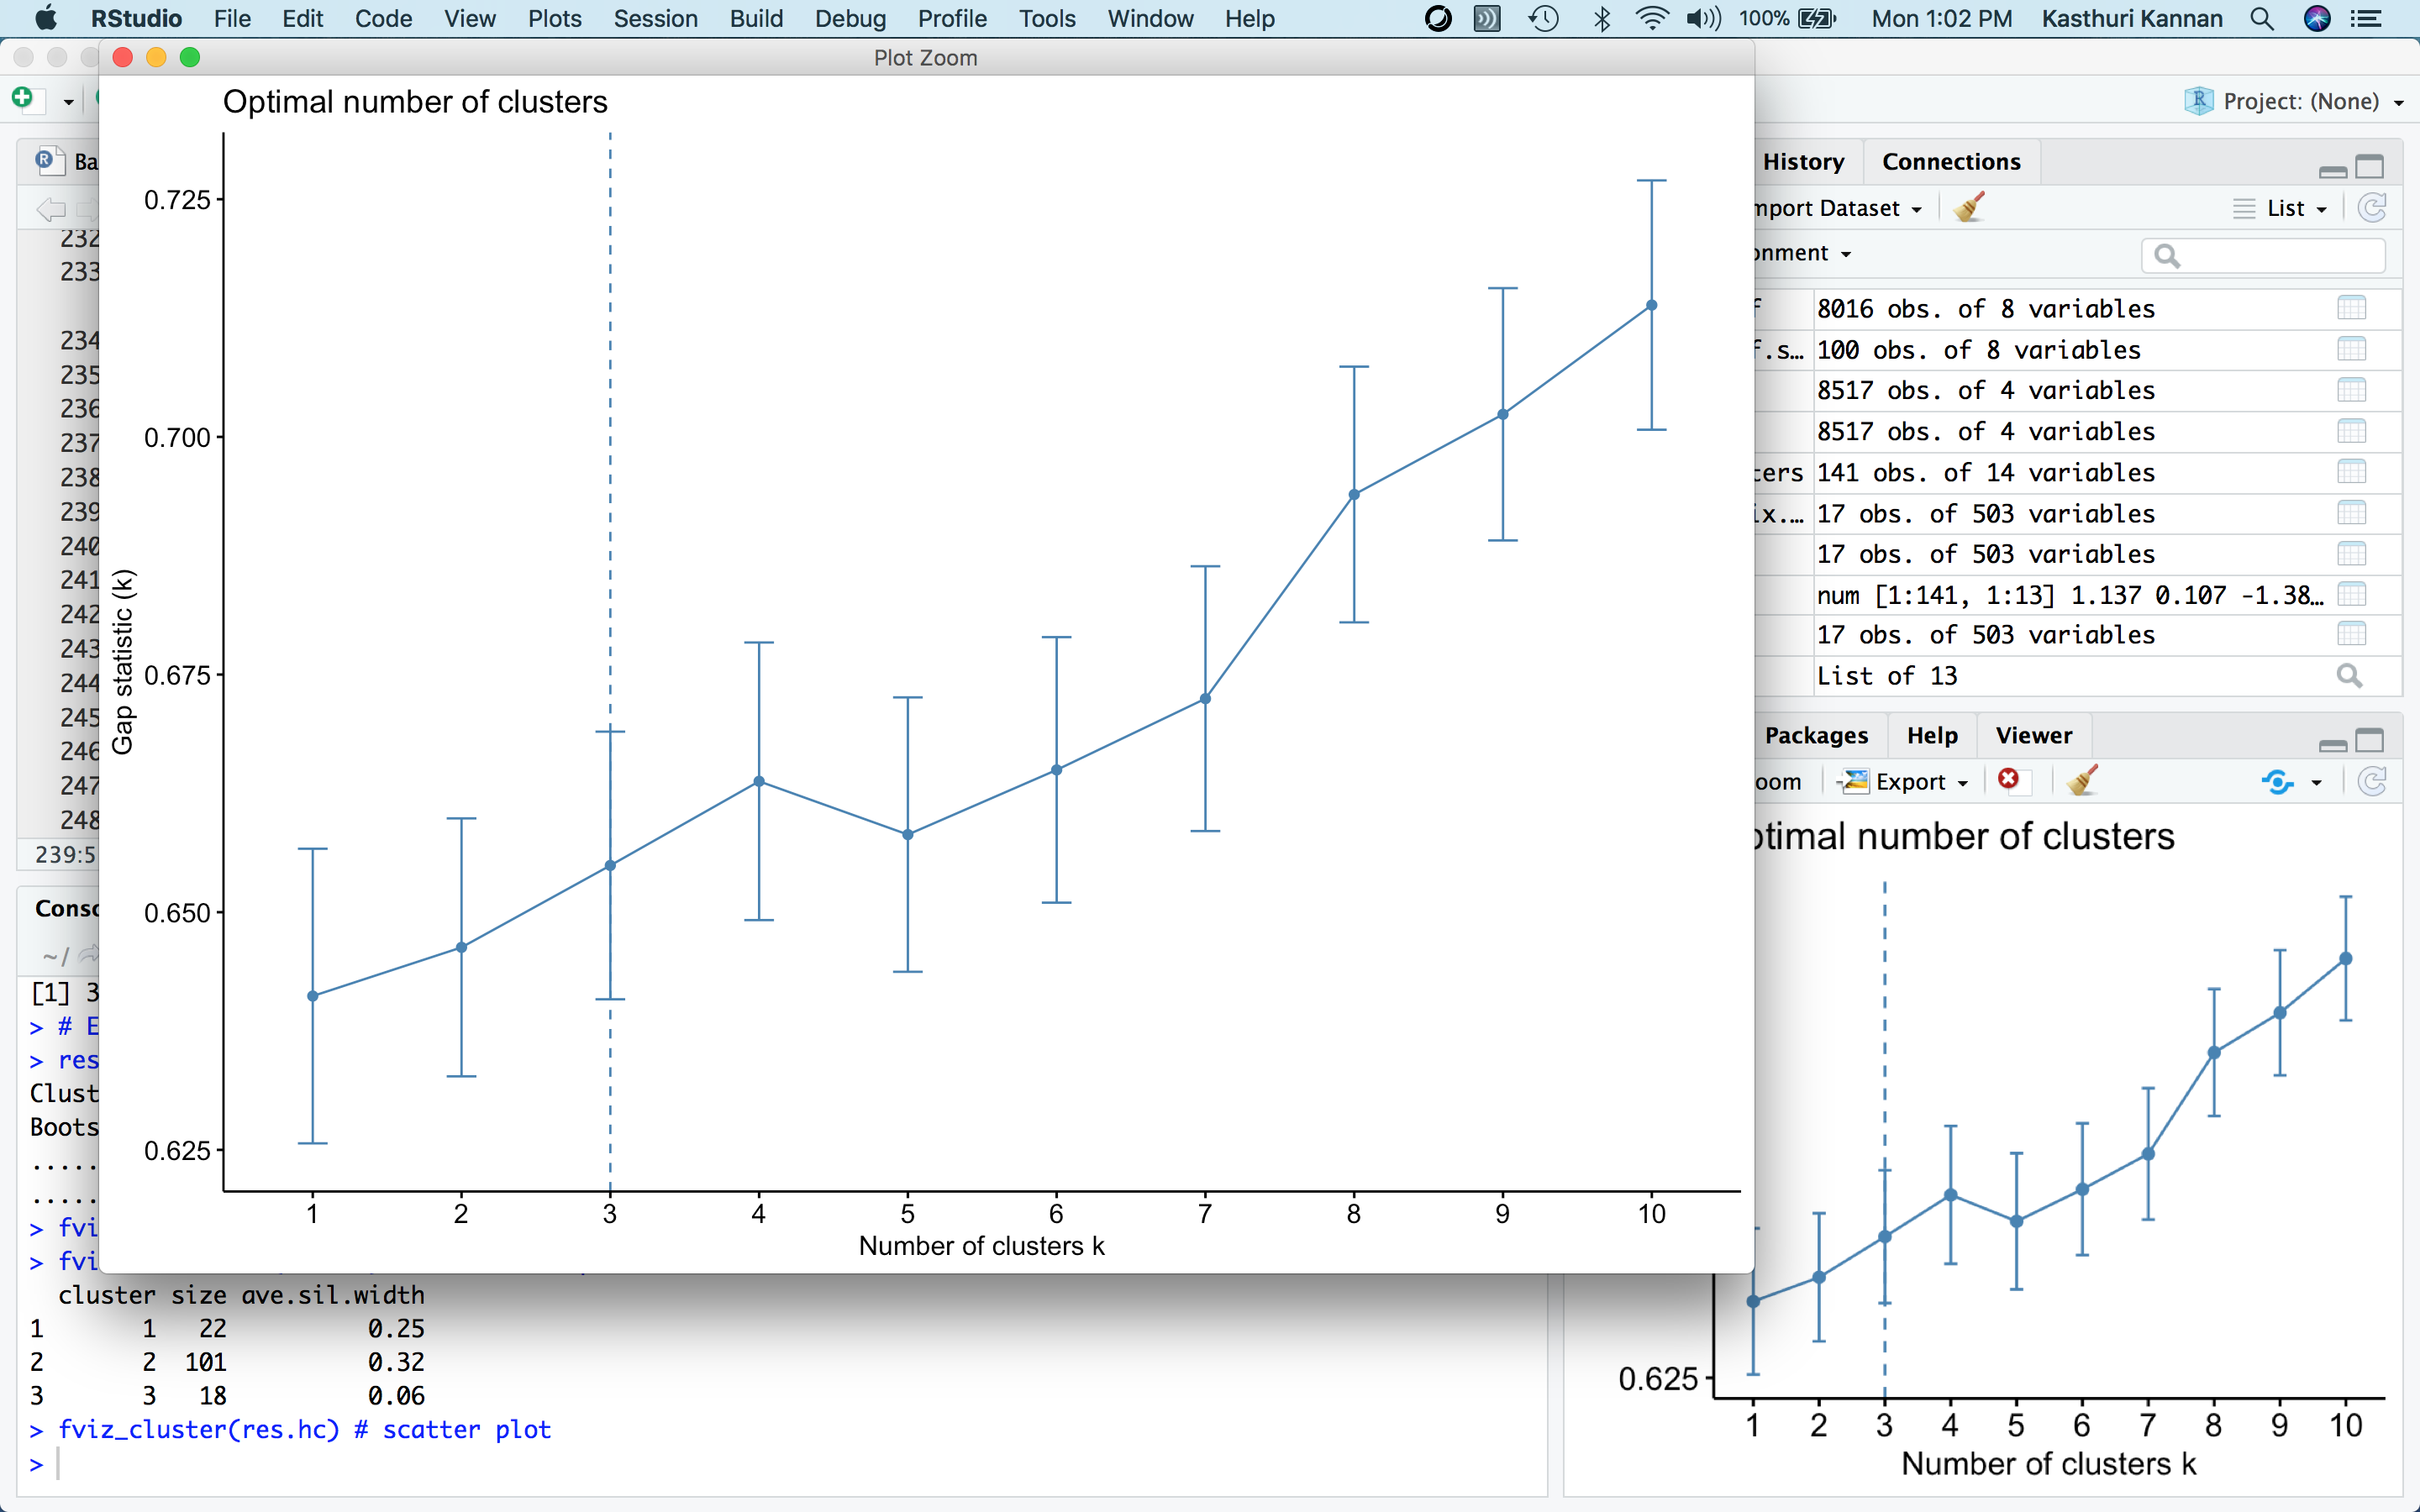 RStudio File Edit Code View Plots Session Build Debug Profile Tools Window Help 100% Mon 1:02 PM Kasthuri Kannan
Plot Zoom
Project: (None)
Optimal number of clusters
0.725
0.700
0.675
0.650
0.625
Gap statistic (k)
1 2 3 4 5 6 7 8 9 10
Number of clusters k
Ba
232
233
234
235
236
237
238
239
240
241
242
243
244
245
246
247
248
239:5
History Connections
mport Dataset List
onment
f 8016 obs. of 8 variables
f.s… 100 obs. of 8 variables
8517 obs. of 4 variables
8517 obs. of 4 variables
ters 141 obs. of 14 variables
ix.… 17 obs. of 503 variables
17 obs. of 503 variables
num [1:141, 1:13] 1.137 0.107 -1.38…
17 obs. of 503 variables
List of 13
Packages Help Viewer
oom Export
ptimal number of clusters
0.625
1 2 3 4 5 6 7 8 9 10
Number of clusters k
Conso
~/
[1] 3
> # E
> res
Clust
Boots
.....
.....
> fvi
> fvi
cluster size ave.sil.width
1 1 22 0.25
2 2 101 0.32
3 3 18 0.06
> fviz_cluster(res.hc) # scatter plot
>